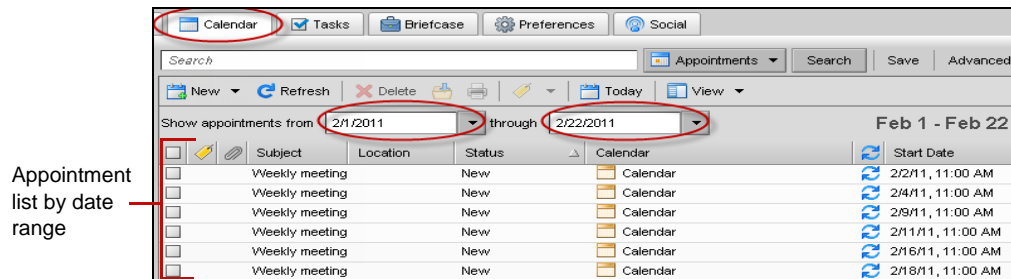 Calendar Tasks Briefcase Preferences Social
Search Appointments Search Save Advanced
New Refresh Delete Today View
Show appointments from 2/1/2011 through 2/22/2011 Feb 1 - Feb 22
Subject Location Status Calendar Start Date
Weekly meeting New Calendar 2/2/11, 11:00 AM
Weekly meeting New Calendar 2/4/11, 11:00 AM
Weekly meeting New Calendar 2/9/11, 11:00 AM
Weekly meeting New Calendar 2/11/11, 11:00 AM
Weekly meeting New Calendar 2/16/11, 11:00 AM
Weekly meeting New Calendar 2/18/11, 11:00 AM
Appointment
list by date
range